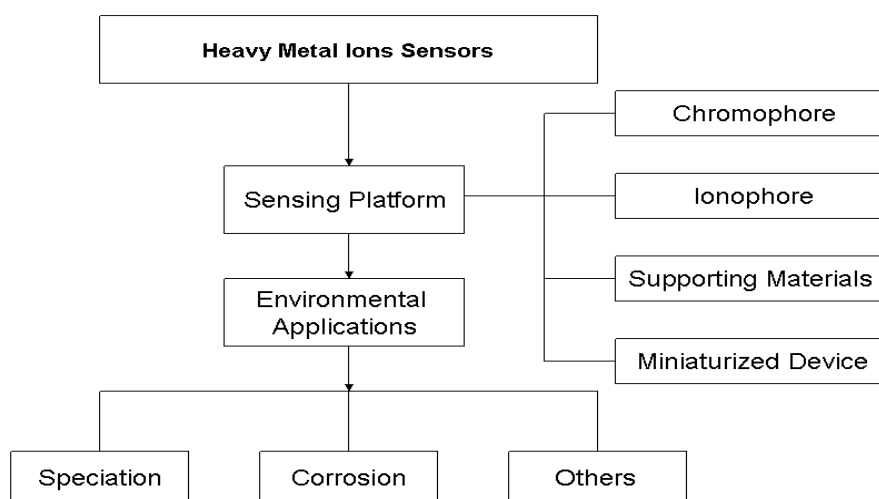 Heavy Metal Ions Sensors
Chromophore
Sensing Platform
Ionophore
Environmental
Applications
Supporting Materials
Miniaturized Device
Speciation
Corrosion
Others